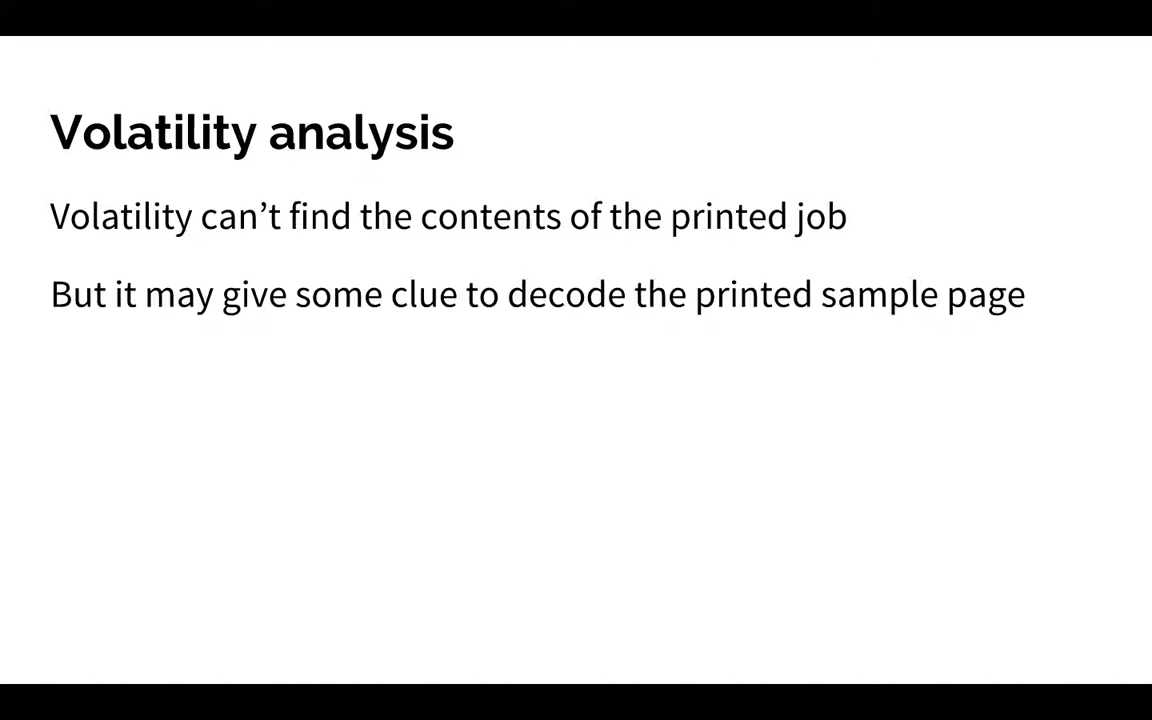 Volatility analysis
Volatility can’t find the contents of the printed job
But it may give some clue to decode the printed sample page